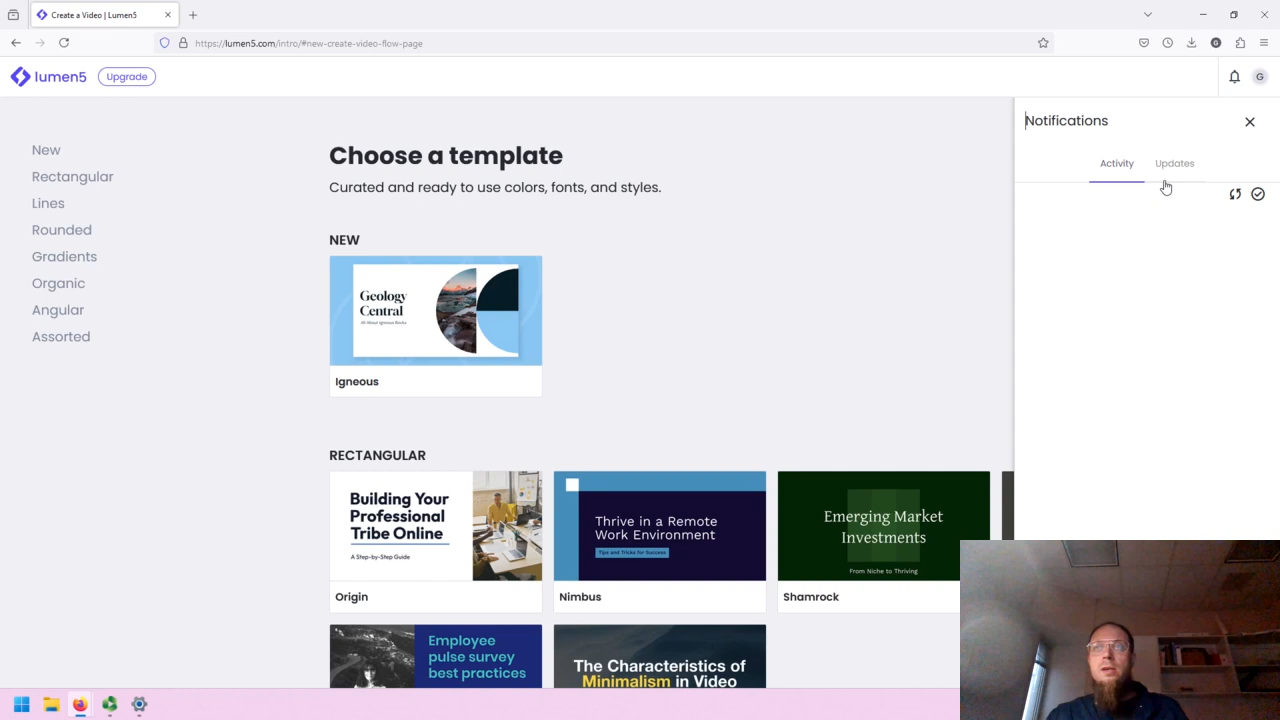 Create a Video | Lumen5
https://lumen5.com/intro/#new-create-video-flow-page
G
lumen5
Upgrade
G
Notifications
Activity
Updates
New
Rectangular
Lines
Rounded
Gradients
Organic
Angular
Assorted
Choose a template
Curated and ready to use colors, fonts, and styles.
NEW
Geology
Central
All About Igneous Rocks
Igneous
RECTANGULAR
Building Your
Professional
Tribe Online
A Step-by-Step Guide
Origin
Thrive in a Remote
Work Environment
Tips and Tricks for Success
Nimbus
Emerging Market
Investments
From Niche to Thriving
Shamrock
Employee
pulse survey
best practices
The Characteristics of
Minimalism in Video